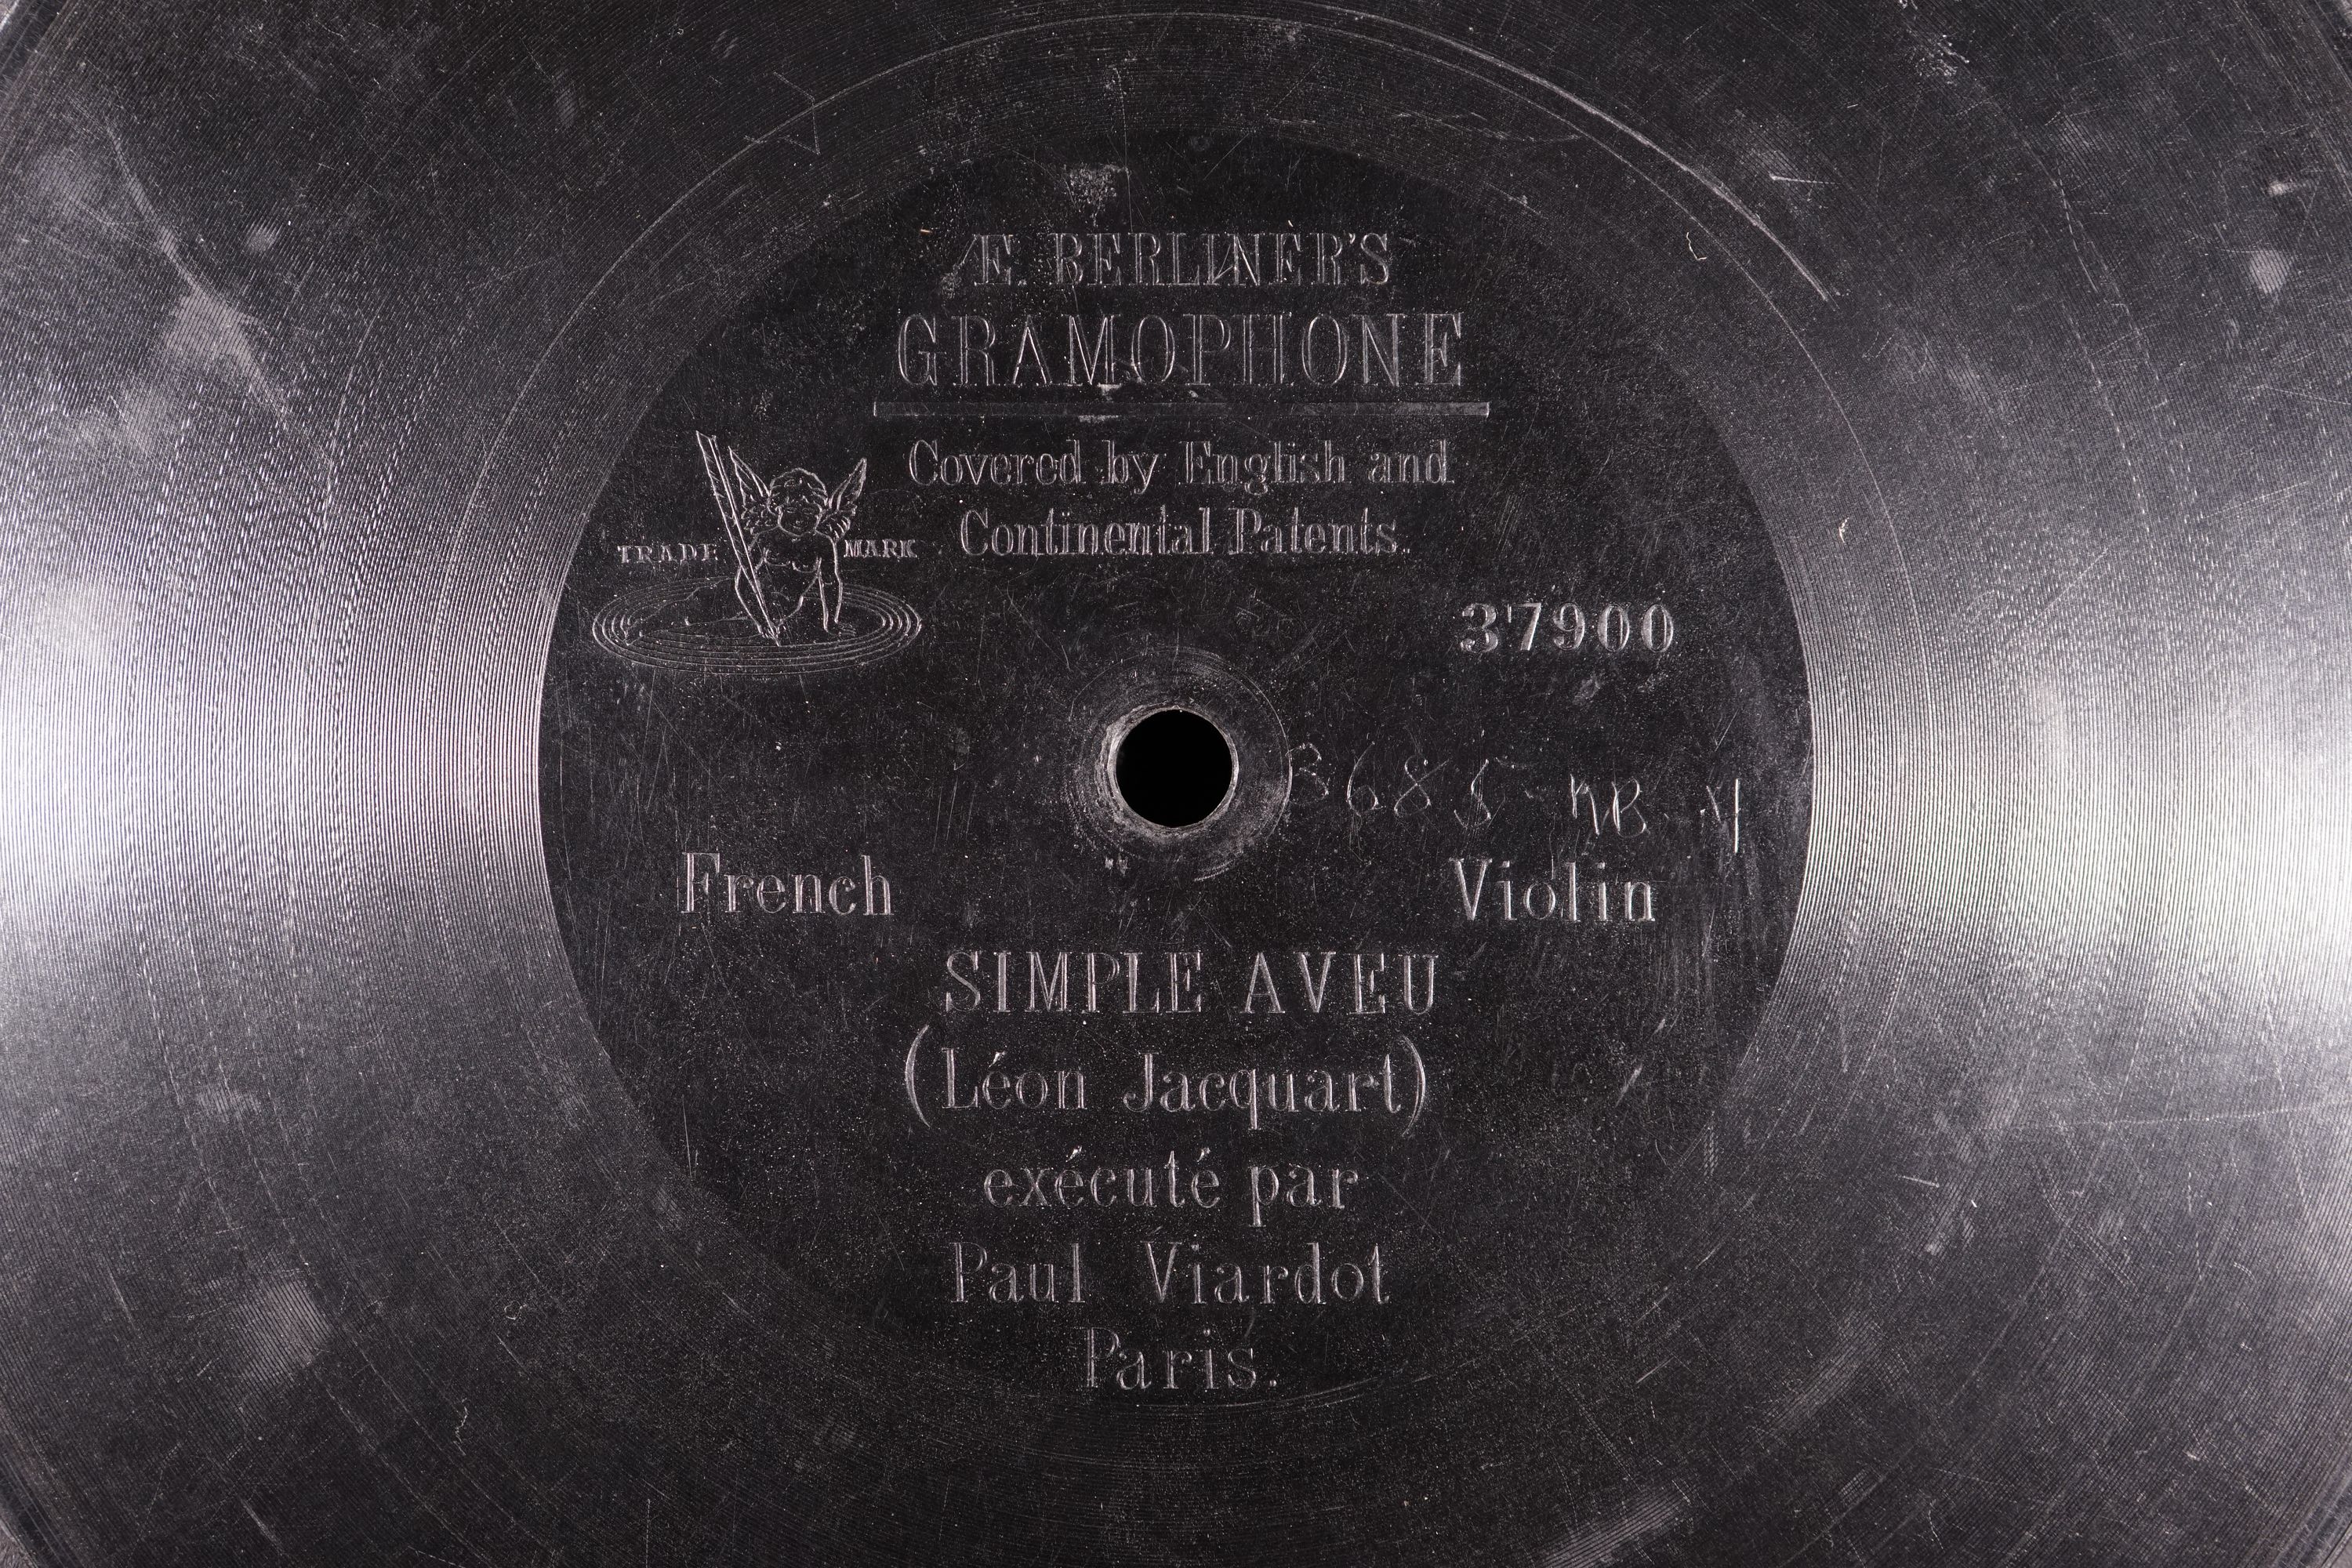 Æ. BERLINER'S
GRAMOPHONE
Covered by English and
Continental Patents.
TRADE MARK
37900
3685
French Violin
SIMPLE AVEU
(Léon Jacquart)
exécuté par
Paul Viardot
Paris.